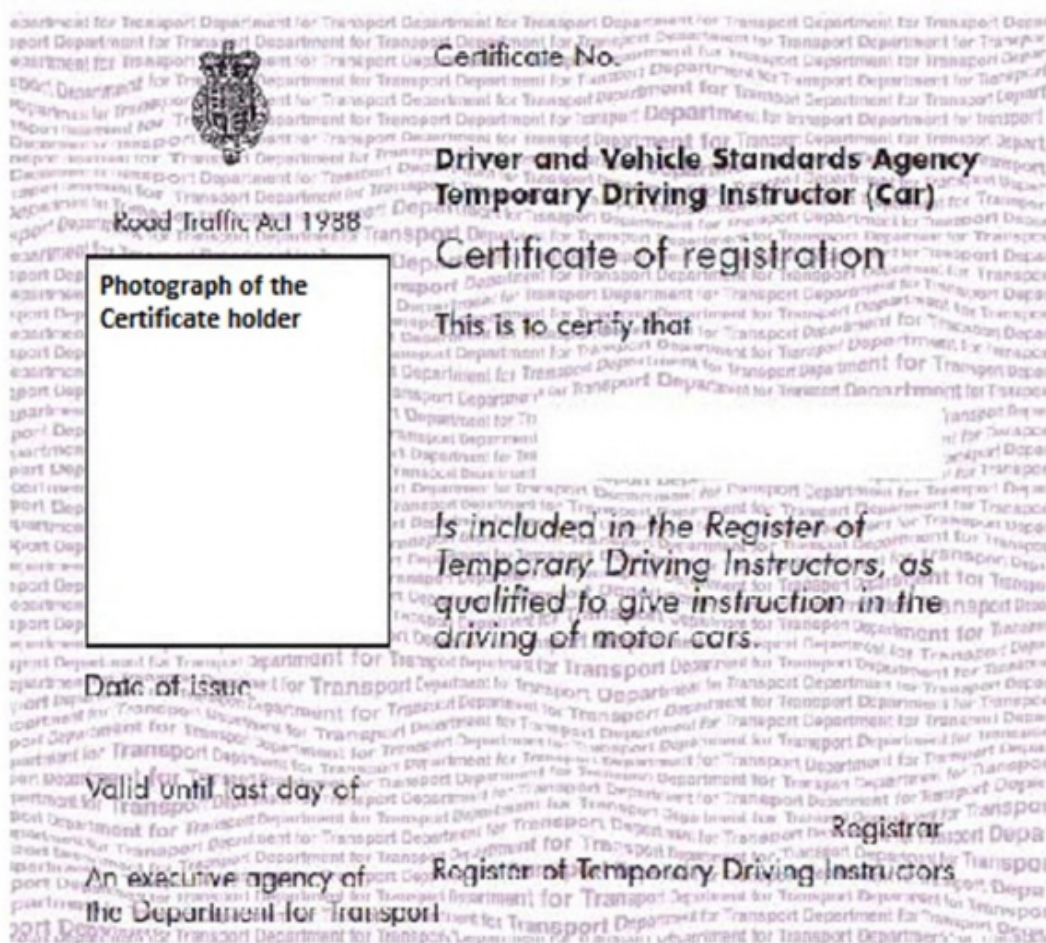 Certificate No.
Driver and Vehicle Standards Agency
Temporary Driving Instructor (Car)
Road Traffic Act 1988
Certificate of registration
Photograph of the
Certificate holder
This is to certify that
Is included in the Register of
Temporary Driving Instructors, as
qualified to give instruction in the
driving of motor cars.
Date of issue
Valid until last day of
Registrar
Register of Temporary Driving Instructors
An executive agency of
the Department for Transport